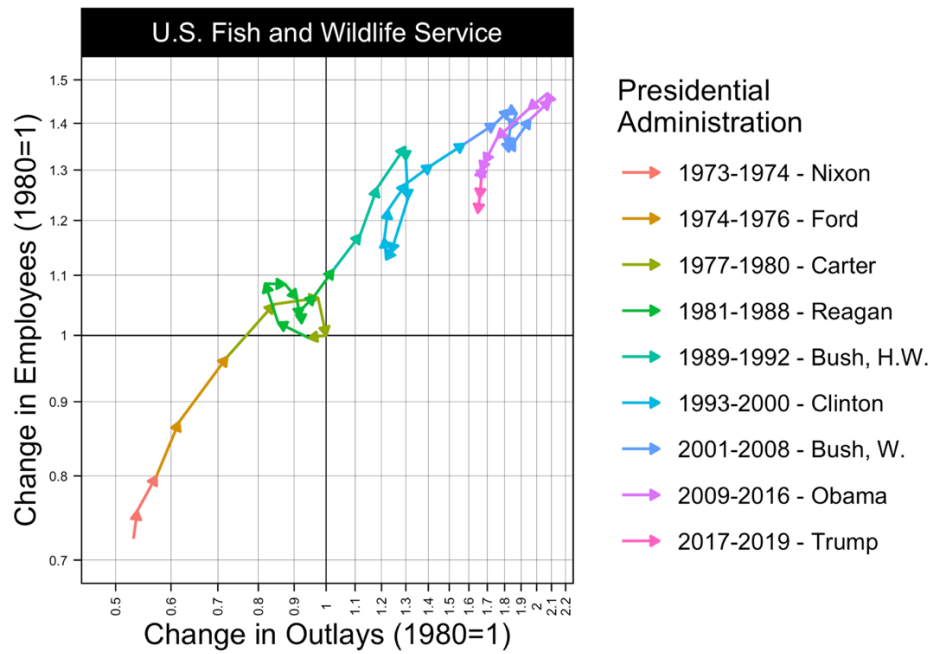 U.S. Fish and Wildlife Service
Change in Employees (1980=1)
1.5
1.4
1.3
1.2
1.1
1
0.9
0.8
0.7
0.5 0.6 0.7 0.8 0.9 1 1.1 1.2 1.3 1.4 1.5 1.6 1.7 1.8 1.9 2 2.1 2.2
Change in Outlays (1980=1)
Presidential
Administration
1973-1974 - Nixon
1974-1976 - Ford
1977-1980 - Carter
1981-1988 - Reagan
1989-1992 - Bush, H.W.
1993-2000 - Clinton
2001-2008 - Bush, W.
2009-2016 - Obama
2017-2019 - Trump